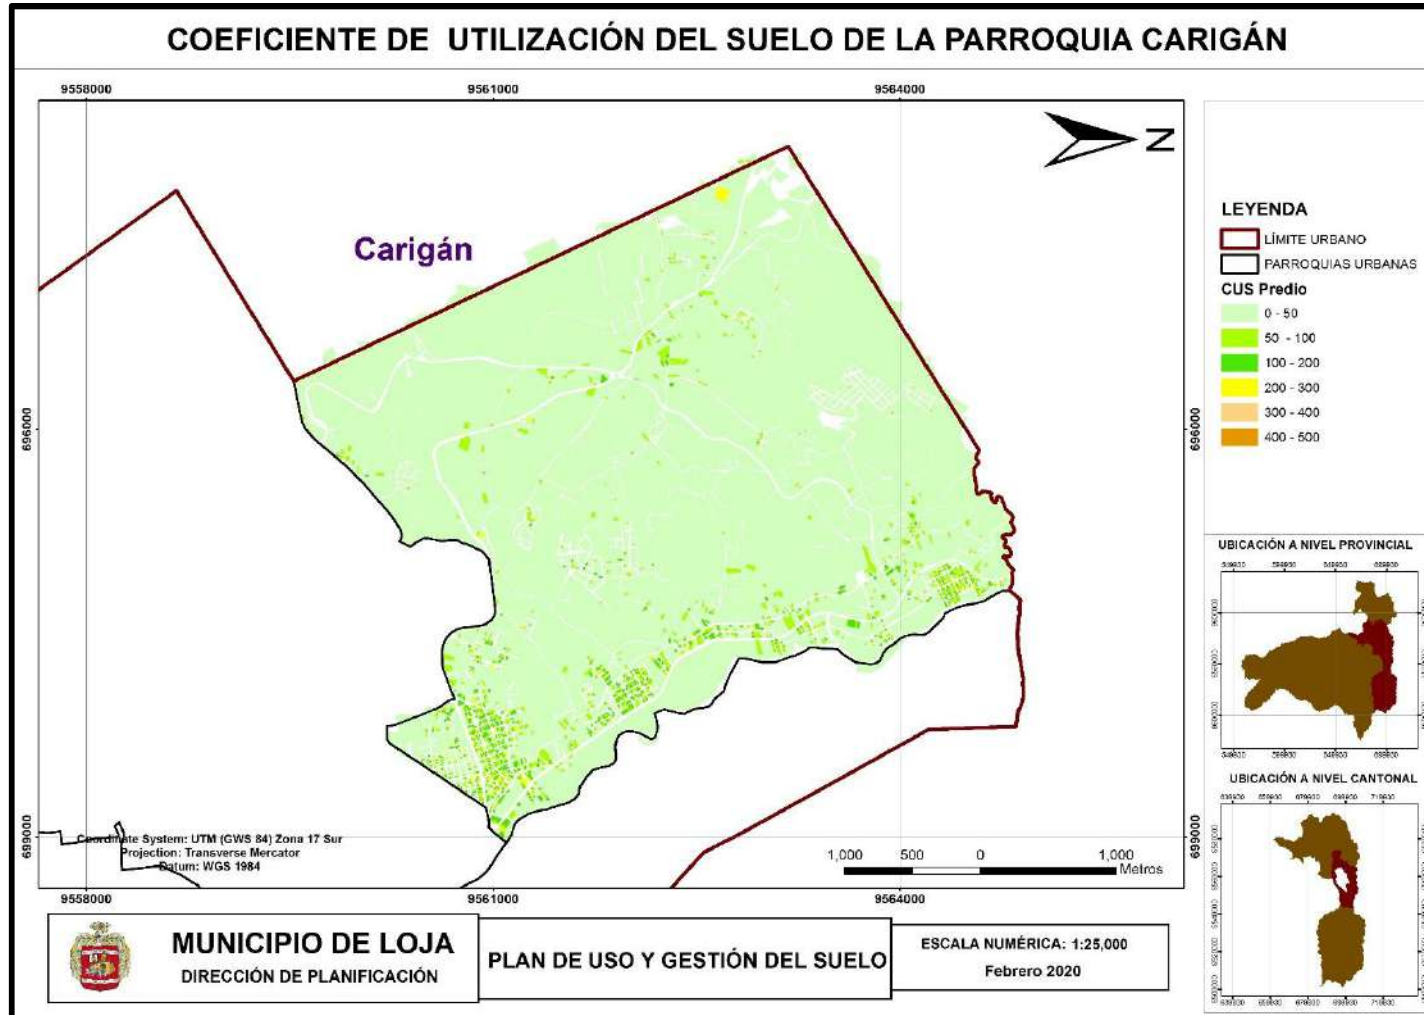 COEFICIENTE DE UTILIZACIÓN DEL SUELO DE LA PARROQUIA CARIGÁN
9558000
9561000
9564000
N
Carigán
LEYENDA
LÍMITE URBANO
PARROQUIAS URBANAS
CUS Predio
0 - 50
50 - 100
100 - 200
200 - 300
300 - 400
400 - 500
696000
696000
UBICACIÓN A NIVEL PROVINCIAL
UBICACIÓN A NIVEL CANTONAL
699000
699000
Coordinate System: UTM (GWS 84) Zona 17 Sur
Projection: Transverse Mercator
Datum: WGS 1984
1,000 500 0 1,000
Metros
9558000
9561000
9564000
MUNICIPIO DE LOJA
DIRECCIÓN DE PLANIFICACIÓN
PLAN DE USO Y GESTIÓN DEL SUELO
ESCALA NUMÉRICA: 1:25,000
Febrero 2020